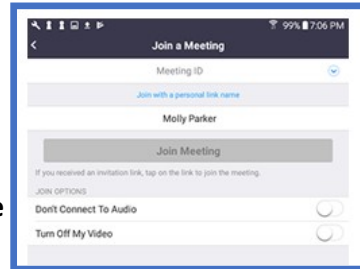 99% 7:06 PM
Join a Meeting
Meeting ID
Join with a personal link name
Molly Parker
Join Meeting
If you received an invitation link, tap on the link to join the meeting.
JOIN OPTIONS
Don't Connect To Audio
Turn Off My Video